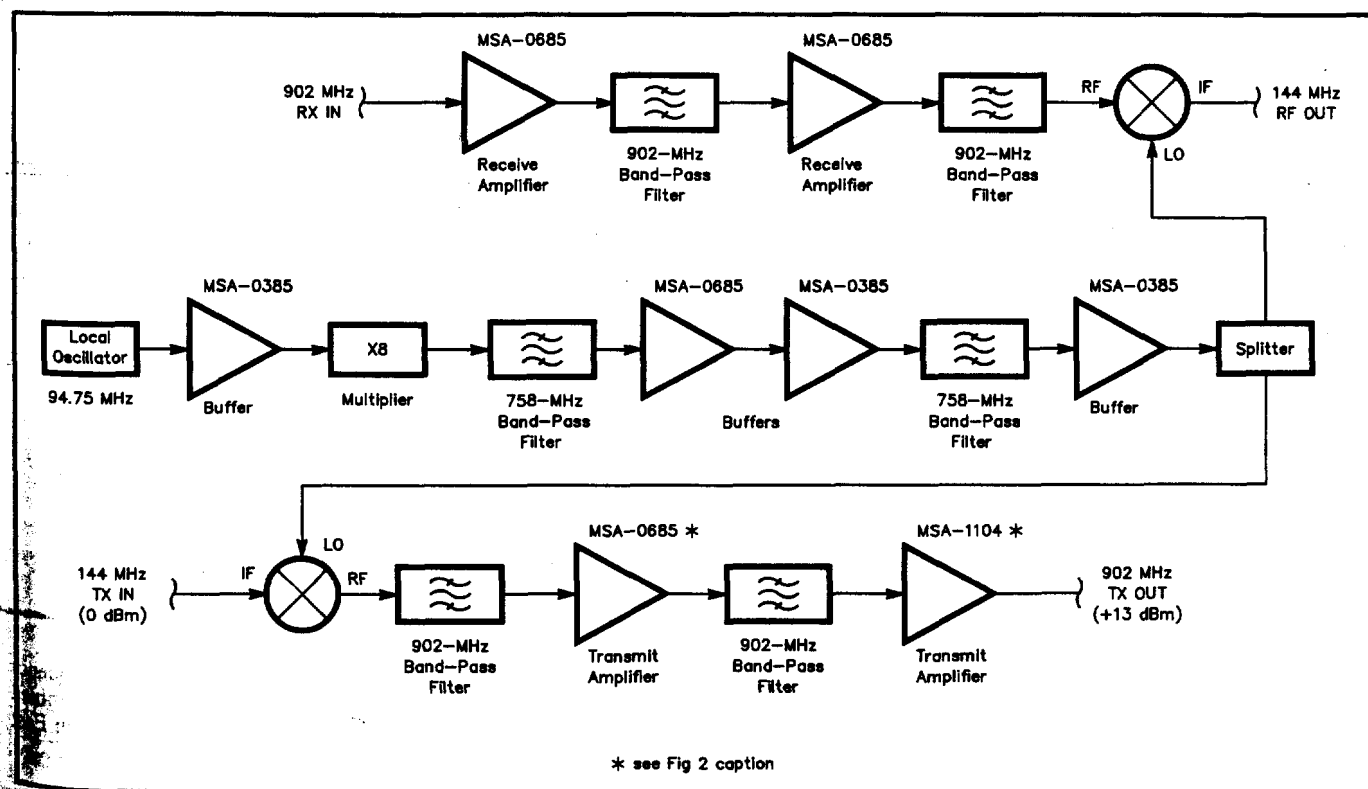 MSA-0685
MSA-0685
902 MHz
RX IN
RF
IF
144 MHz
RF OUT
LO
Receive
Amplifier
902-MHz
Band-Pass
Filter
Receive
Amplifier
902-MHz
Band-Pass
Filter
MSA-0385
MSA-0685
MSA-0385
MSA-0385
Local
Oscillator
X8
Splitter
94.75 MHz
Buffer
Multiplier
758-MHz
Band-Pass
Filter
Buffers
758-MHz
Band-Pass
Filter
Buffer
MSA-0685 *
MSA-1104 *
LO
144 MHz
TX IN
(0 dBm)
IF
RF
902 MHz
TX OUT
(+13 dBm)
902-MHz
Band-Pass
Filter
Transmit
Amplifier
902-MHz
Band-Pass
Filter
Transmit
Amplifier
* see Fig 2 caption